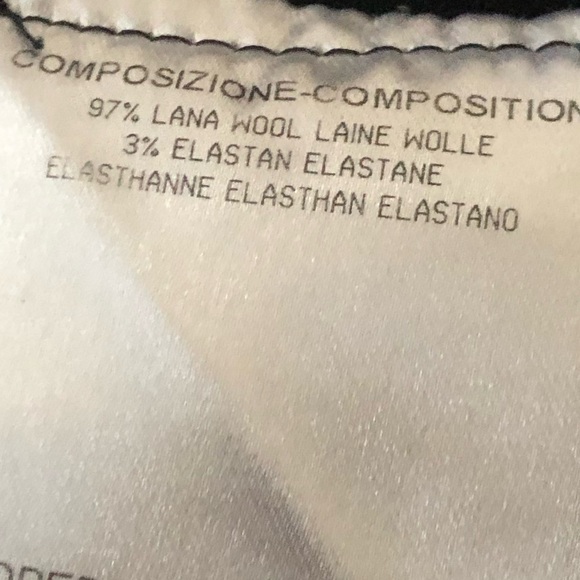 COMPOSIZIONE-COMPOSITION
97% LANA WOOL LAINE WOLLE
3% ELASTAN ELASTANE
ELASTHANNE ELASTHAN ELASTANO